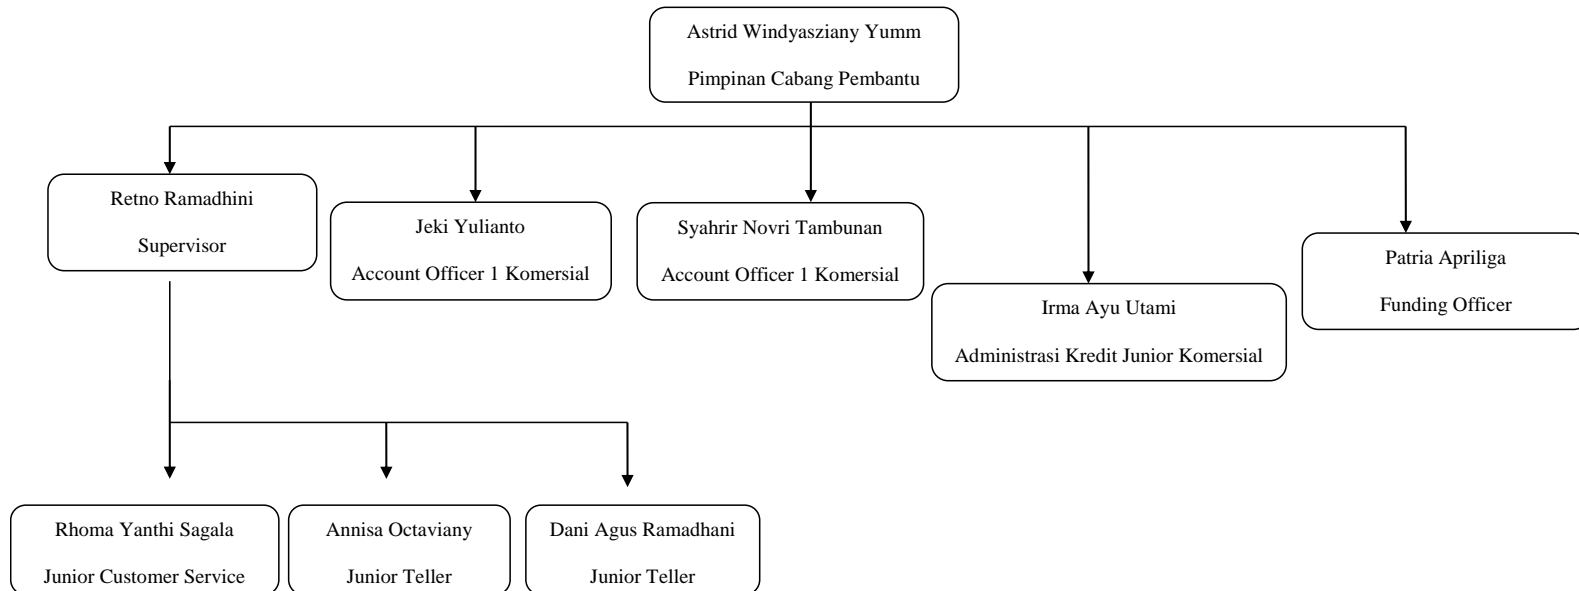 Astrid Windyasziany Yumm
Pimpinan Cabang Pembantu
Retno Ramadhini
Supervisor
Jeki Yulianto
Account Officer 1 Komersial
Syahrir Novri Tambunan
Account Officer 1 Komersial
Irma Ayu Utami
Administrasi Kredit Junior Komersial
Patria Apriliga
Funding Officer
Rhoma Yanthi Sagala
Junior Customer Service
Annisa Octaviany
Junior Teller
Dani Agus Ramadhani
Junior Teller